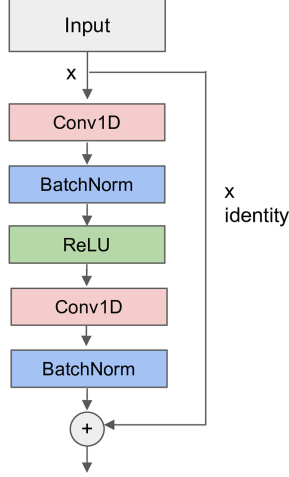 Input
x
Conv1D
BatchNorm
x
identity
ReLU
Conv1D
BatchNorm
+